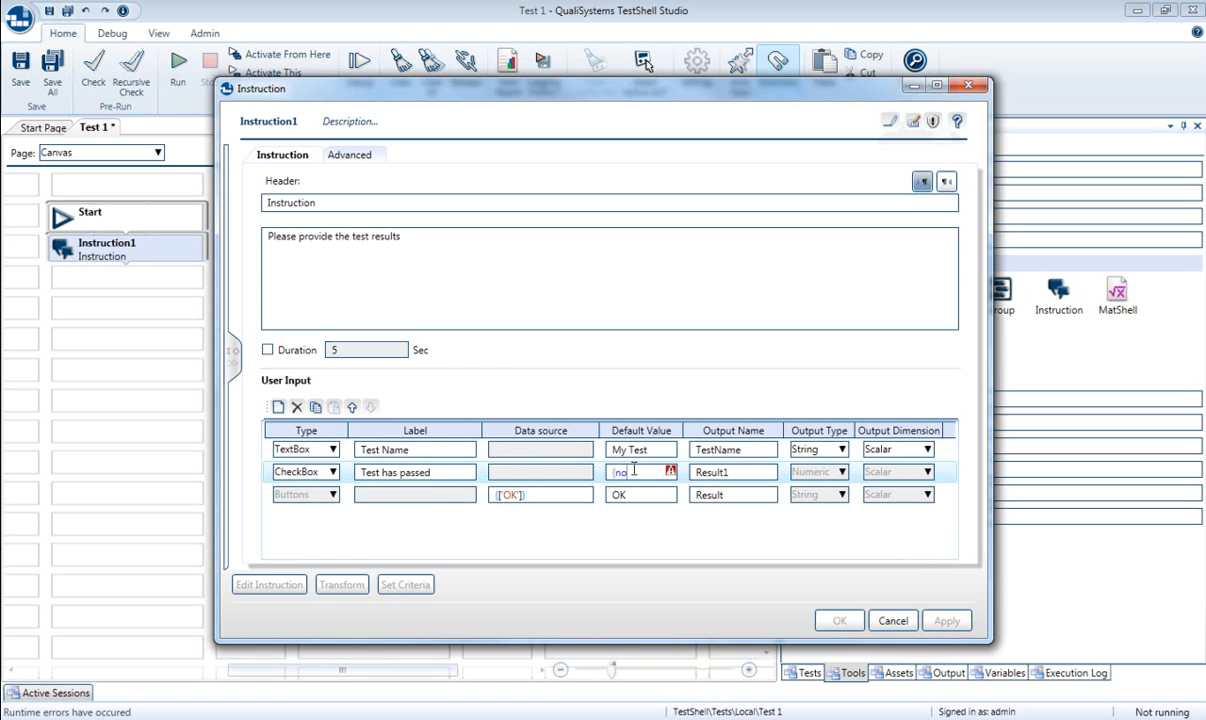 Test 1 - QualiSystems TestShell Studio
Home
Debug
View
Admin
Save
Save All
Check
Recursive Check
Run
Activate From Here
Activate This
Copy
Cut
Save
Pre-Run
Start Page
Test 1 *
Page:
Canvas
Start
Instruction1
Instruction
Instruction
Instruction1
Description...
Instruction
Advanced
Header:
Instruction
Please provide the test results
Duration
5
Sec
User Input
Type
Label
Data source
Default Value
Output Name
Output Type
Output Dimension
TextBox
Test Name
My Test
TestName
String
Scalar
CheckBox
Test has passed
{no
Result1
Numeric
Scalar
Buttons
{['OK']}
OK
Result
String
Scalar
Edit Instruction
Transform
Set Criteria
OK
Cancel
Apply
Instruction
MatShell
Tests
Tools
Assets
Output
Variables
Execution Log
Active Sessions
Runtime errors have occured
TestShell\Tests\Local\Test 1
Signed in as: admin
Not running